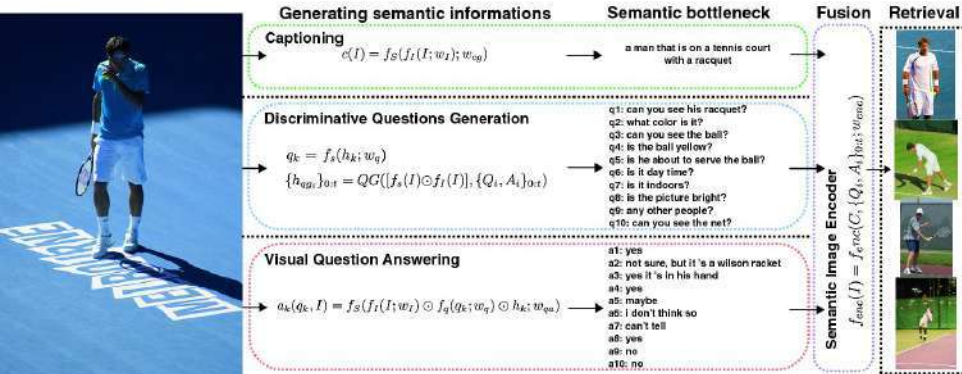 Generating semantic informations
Semantic bottleneck
Fusion
Retrieval
Captioning
c(I) = f_S(f_I(I; w_I); w_cg)
a man that is on a tennis court
with a racquet
Discriminative Questions Generation
q_k = f_s(h_k; w_q)
{h_qg_i}_0:t = QG([f_s(I)⊙f_I(I)], {Q_i, A_i}_0:t)
q1: can you see his racquet?
q2: what color is it?
q3: can you see the ball?
q4: is the ball yellow?
q5: is he about to serve the ball?
q6: is it day time?
q7: is it indoors?
q8: is the picture bright?
q9: any other people?
q10: can you see the net?
Visual Question Answering
a_k(q_k, I) = f_S(f_I(I; w_I) ⊙ f_q(q_k; w_q) ⊙ h_k; w_qa)
a1: yes
a2: not sure, but it 's a wilson racket
a3: yes it 's in his hand
a4: yes
a5: maybe
a6: i don't think so
a7: can't tell
a8: yes
a9: no
a10: no
Semantic Image Encoder
f_enc(I) = f_enc(C, {Q_i, A_i}_0:t; w_enc)